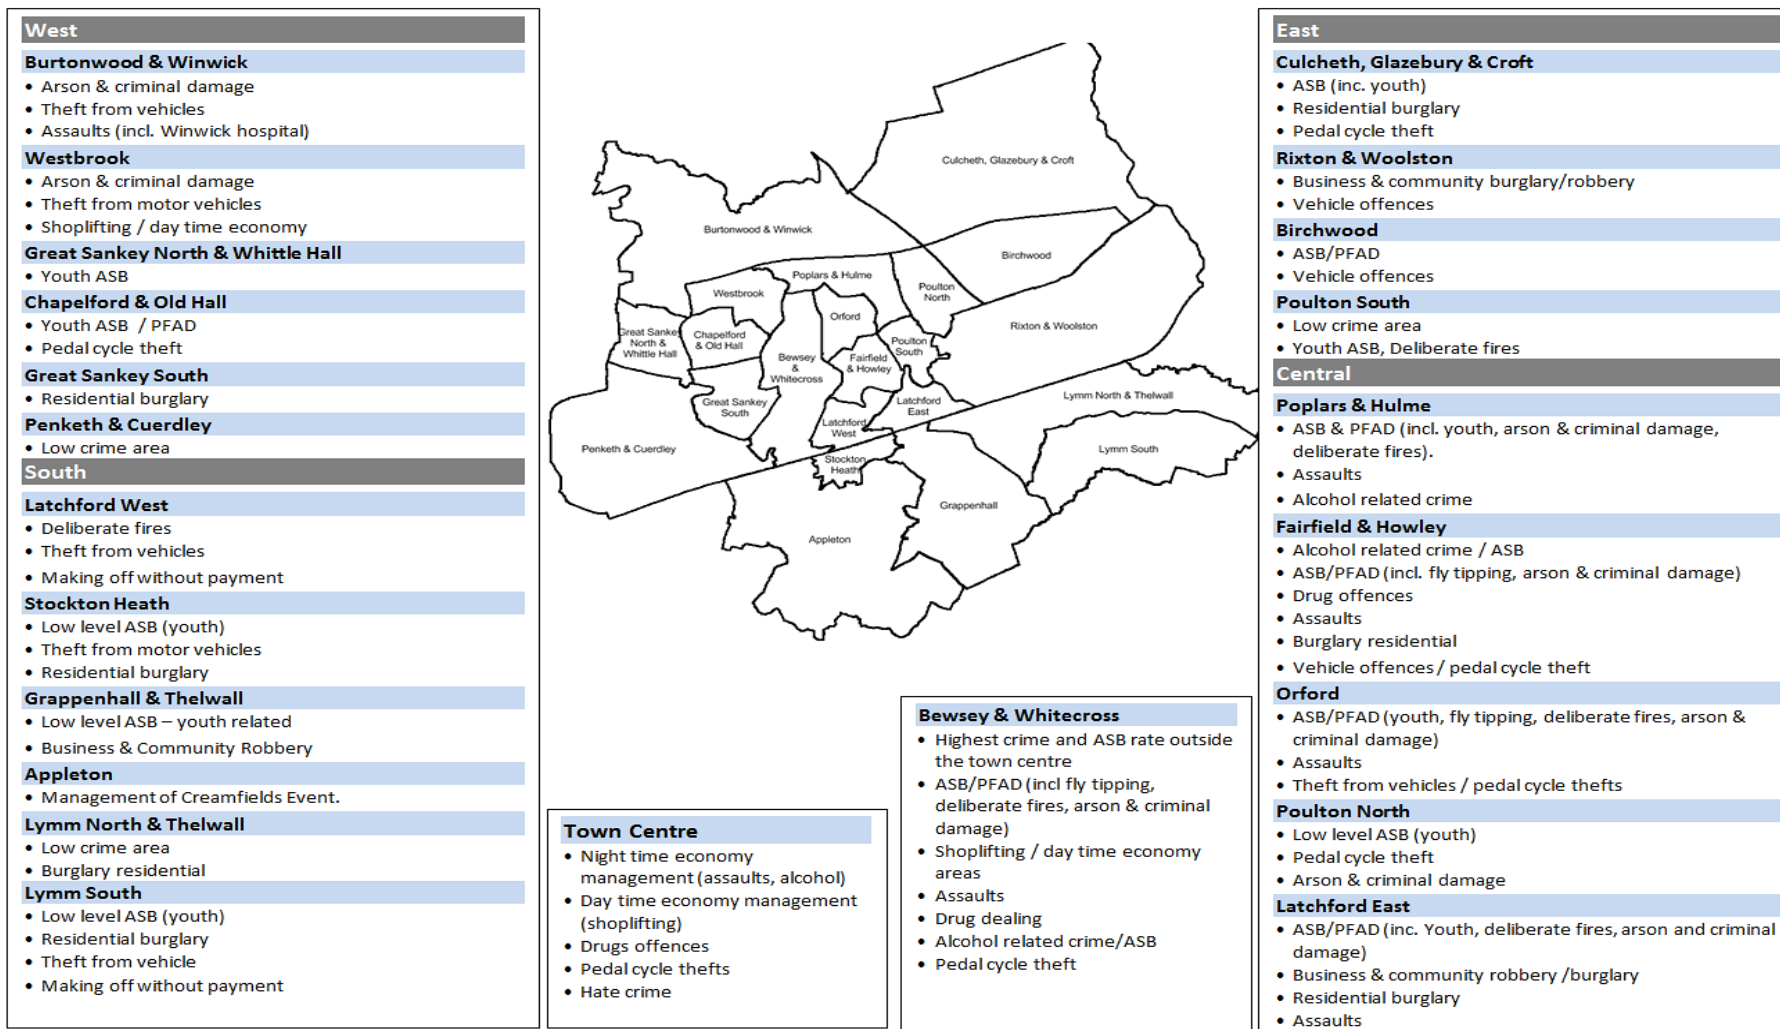 West
Burtonwood & Winwick
• Arson & criminal damage
• Theft from vehicles
• Assaults (incl. Winwick hospital)
Westbrook
• Arson & criminal damage
• Theft from motor vehicles
• Shoplifting / day time economy
Great Sankey North & Whittle Hall
• Youth ASB
Chapelford & Old Hall
• Youth ASB / PFAD
• Pedal cycle theft
Great Sankey South
• Residential burglary
Penketh & Cuerdley
• Low crime area
South
Latchford West
• Deliberate fires
• Theft from vehicles
• Making off without payment
Stockton Heath
• Low level ASB (youth)
• Theft from motor vehicles
• Residential burglary
Grappenhall & Thelwall
• Low level ASB – youth related
• Business & Community Robbery
Appleton
• Management of Creamfields Event.
Lymm North & Thelwall
• Low crime area
• Burglary residential
Lymm South
• Low level ASB (youth)
• Residential burglary
• Theft from vehicle
• Making off without payment
Culcheth, Glazebury & Croft
Burtonwood & Winwick
Birchwood
Poplars & Hulme
Westbrook
Poulton
North
Orford
Rixton & Woolston
Great Sankey
North &
Whittle Hall
Chapelford
& Old Hall
Poulton
South
Bewsey
&
Whitecross
Fairfield
& Howley
Great Sankey
South
Latchford
East
Lymm North & Thelwall
Latchford
West
Penketh & Cuerdley
Lymm South
Stockton
Heath
Grappenhall
Appleton
Town Centre
• Night time economy
management (assaults, alcohol)
• Day time economy management
(shoplifting)
• Drugs offences
• Pedal cycle thefts
• Hate crime
Bewsey & Whitecross
• Highest crime and ASB rate outside
the town centre
• ASB/PFAD (incl fly tipping,
deliberate fires, arson & criminal
damage)
• Shoplifting / day time economy
areas
• Assaults
• Drug dealing
• Alcohol related crime/ASB
• Pedal cycle theft
East
Culcheth, Glazebury & Croft
• ASB (inc. youth)
• Residential burglary
• Pedal cycle theft
Rixton & Woolston
• Business & community burglary/robbery
• Vehicle offences
Birchwood
• ASB/PFAD
• Vehicle offences
Poulton South
• Low crime area
• Youth ASB, Deliberate fires
Central
Poplars & Hulme
• ASB & PFAD (incl. youth, arson & criminal damage,
deliberate fires).
• Assaults
• Alcohol related crime
Fairfield & Howley
• Alcohol related crime / ASB
• ASB/PFAD (incl. fly tipping, arson & criminal damage)
• Drug offences
• Assaults
• Burglary residential
• Vehicle offences / pedal cycle theft
Orford
• ASB/PFAD (youth, fly tipping, deliberate fires, arson &
criminal damage)
• Assaults
• Theft from vehicles / pedal cycle thefts
Poulton North
• Low level ASB (youth)
• Pedal cycle theft
• Arson & criminal damage
Latchford East
• ASB/PFAD (inc. Youth, deliberate fires, arson and criminal
damage)
• Business & community robbery /burglary
• Residential burglary
• Assaults